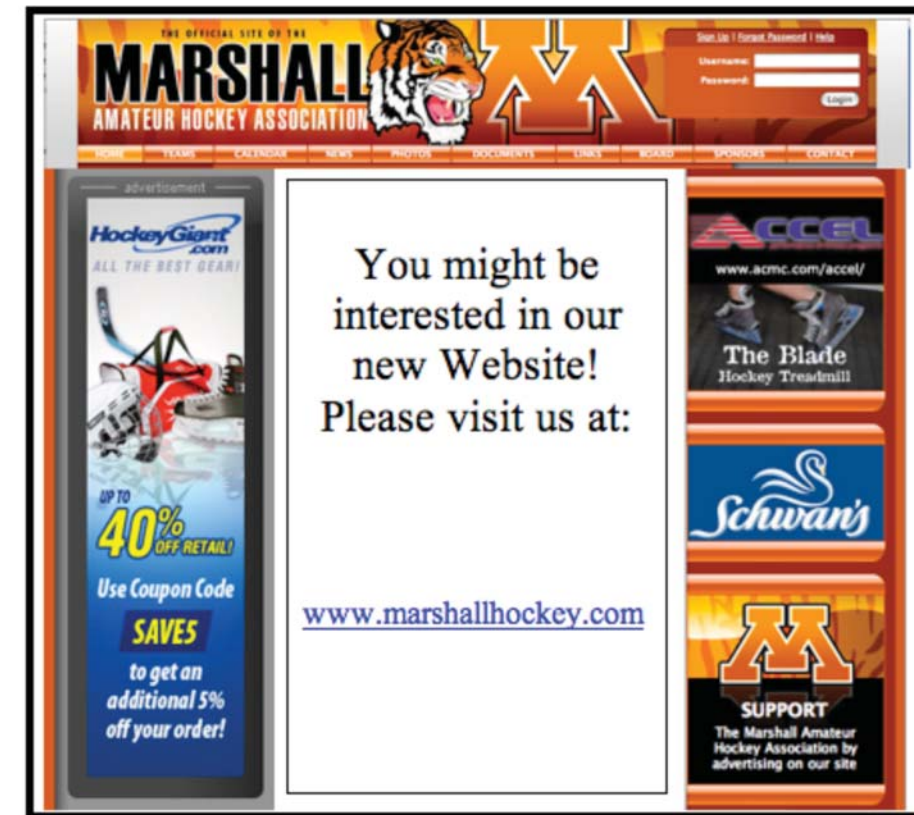 THE OFFICIAL SITE OF THE
MARSHALL
AMATEUR HOCKEY ASSOCIATION
Sign Up | Forgot Password | Help
Username:
Password:
Login
HOME TEAMS CALENDAR NEWS PHOTOS DOCUMENTS LINKS BOARD SPONSORS CONTACT
advertisement
HockeyGiant
.com
ALL THE BEST GEAR!
UP TO
40%
OFF RETAIL!
Use Coupon Code
SAVE5
to get an
additional 5%
off your order!
You might be
interested in our
new Website!
Please visit us at:
www.marshallhockey.com
ACCEL
www.acmc.com/accel/
The Blade
Hockey Treadmill
Schwan's
M
SUPPORT
The Marshall Amateur
Hockey Association by
advertising on our site